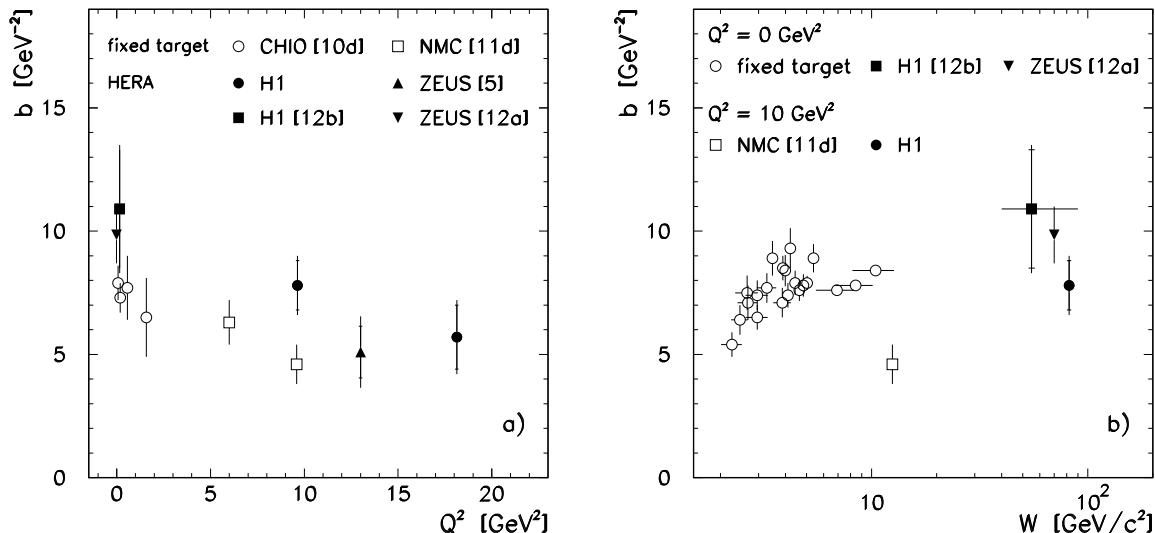 b [GeV⁻²]
fixed target ○ CHIO [10d] □ NMC [11d]
HERA ● H1 ▲ ZEUS [5]
■ H1 [12b] ▼ ZEUS [12a]
15
10
5
0
a)
0 5 10 15 20
Q² [GeV²]
b [GeV⁻²]
Q² = 0 GeV²
○ fixed target ■ H1 [12b] ▼ ZEUS [12a]
Q² = 10 GeV²
□ NMC [11d] ● H1
15
10
5
0
b)
10 10²
W [GeV/c²]